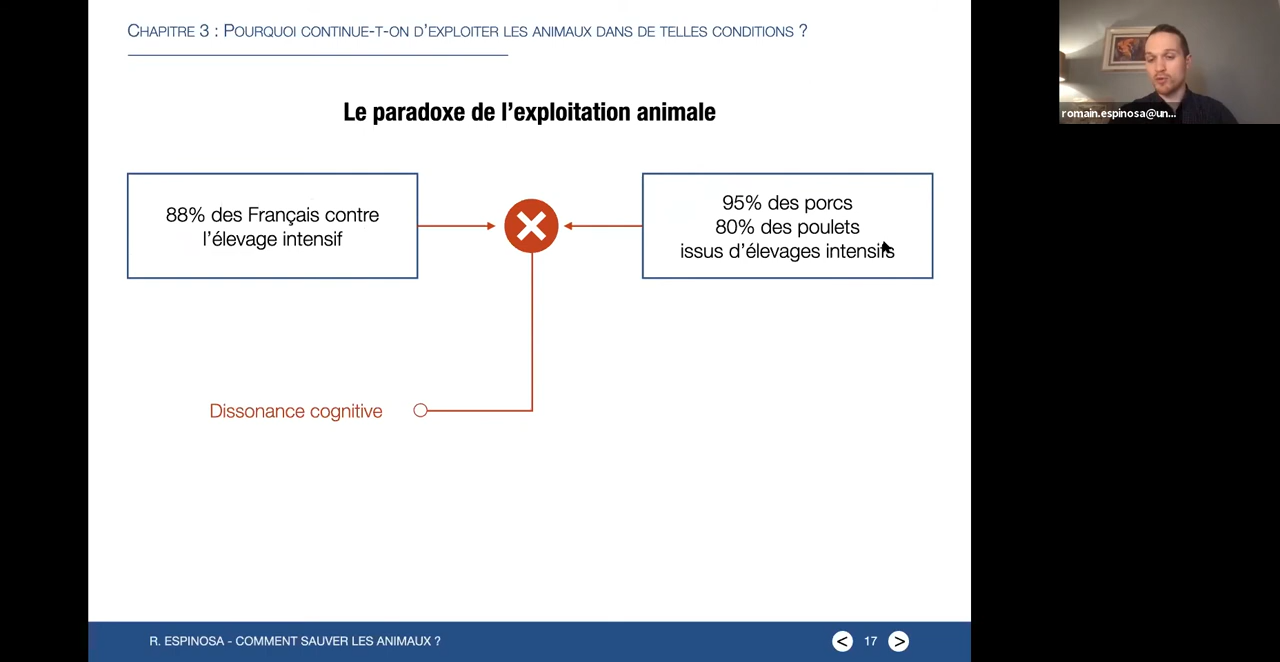 CHAPITRE 3 : POURQUOI CONTINUE-T-ON D'EXPLOITER LES ANIMAUX DANS DE TELLES CONDITIONS ?
Le paradoxe de l'exploitation animale
88% des Français contre
l'élevage intensif
95% des porcs
80% des poulets
issus d'élevages intensifs
Dissonance cognitive
R. ESPINOSA - COMMENT SAUVER LES ANIMAUX ?
< 17 >
romain.espinosa@un...